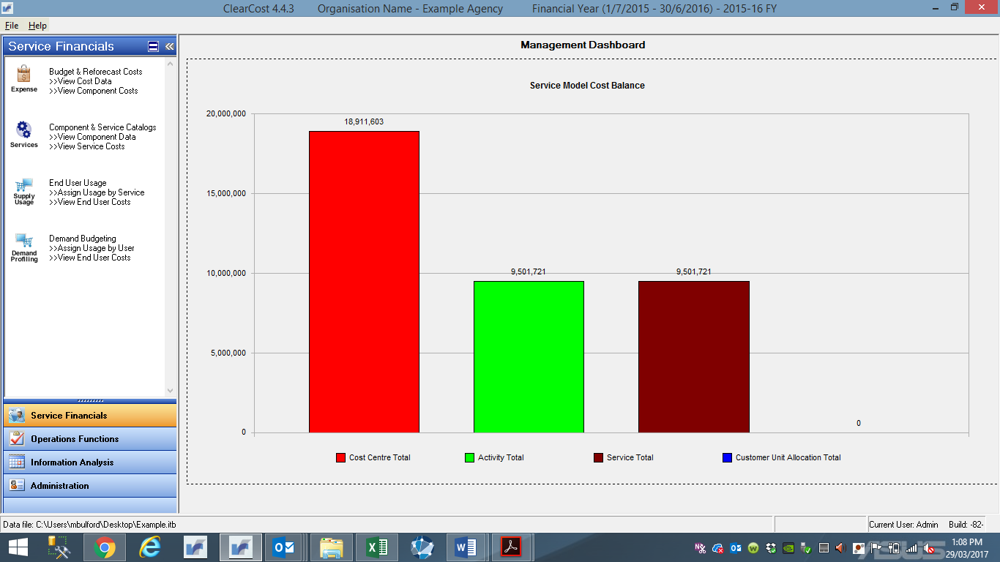 ClearCost 4.4.3 Organisation Name - Example Agency Financial Year (1/7/2015 - 30/6/2016) - 2015-16 FY
File Help
Service Financials
Management Dashboard
Expense
Budget & Reforecast Costs
>>View Cost Data
>>View Component Costs
Services
Component & Service Catalogs
>>View Component Data
>>View Service Costs
Supply
Usage
End User Usage
>>Assign Usage by Service
>>View End User Costs
Demand
Profiling
Demand Budgeting
>>Assign Usage by User
>>View End User Costs
Service Financials
Operations Functions
Information Analysis
Administration
Service Model Cost Balance
20,000,000
15,000,000
10,000,000
5,000,000
0
18,911,603
9,501,721
9,501,721
0
Cost Centre Total
Activity Total
Service Total
Customer Unit Allocation Total
Data file: C:\Users\mbulford\Desktop\Example.itb
Current User: Admin Build: -82-
1:08 PM
29/03/2017